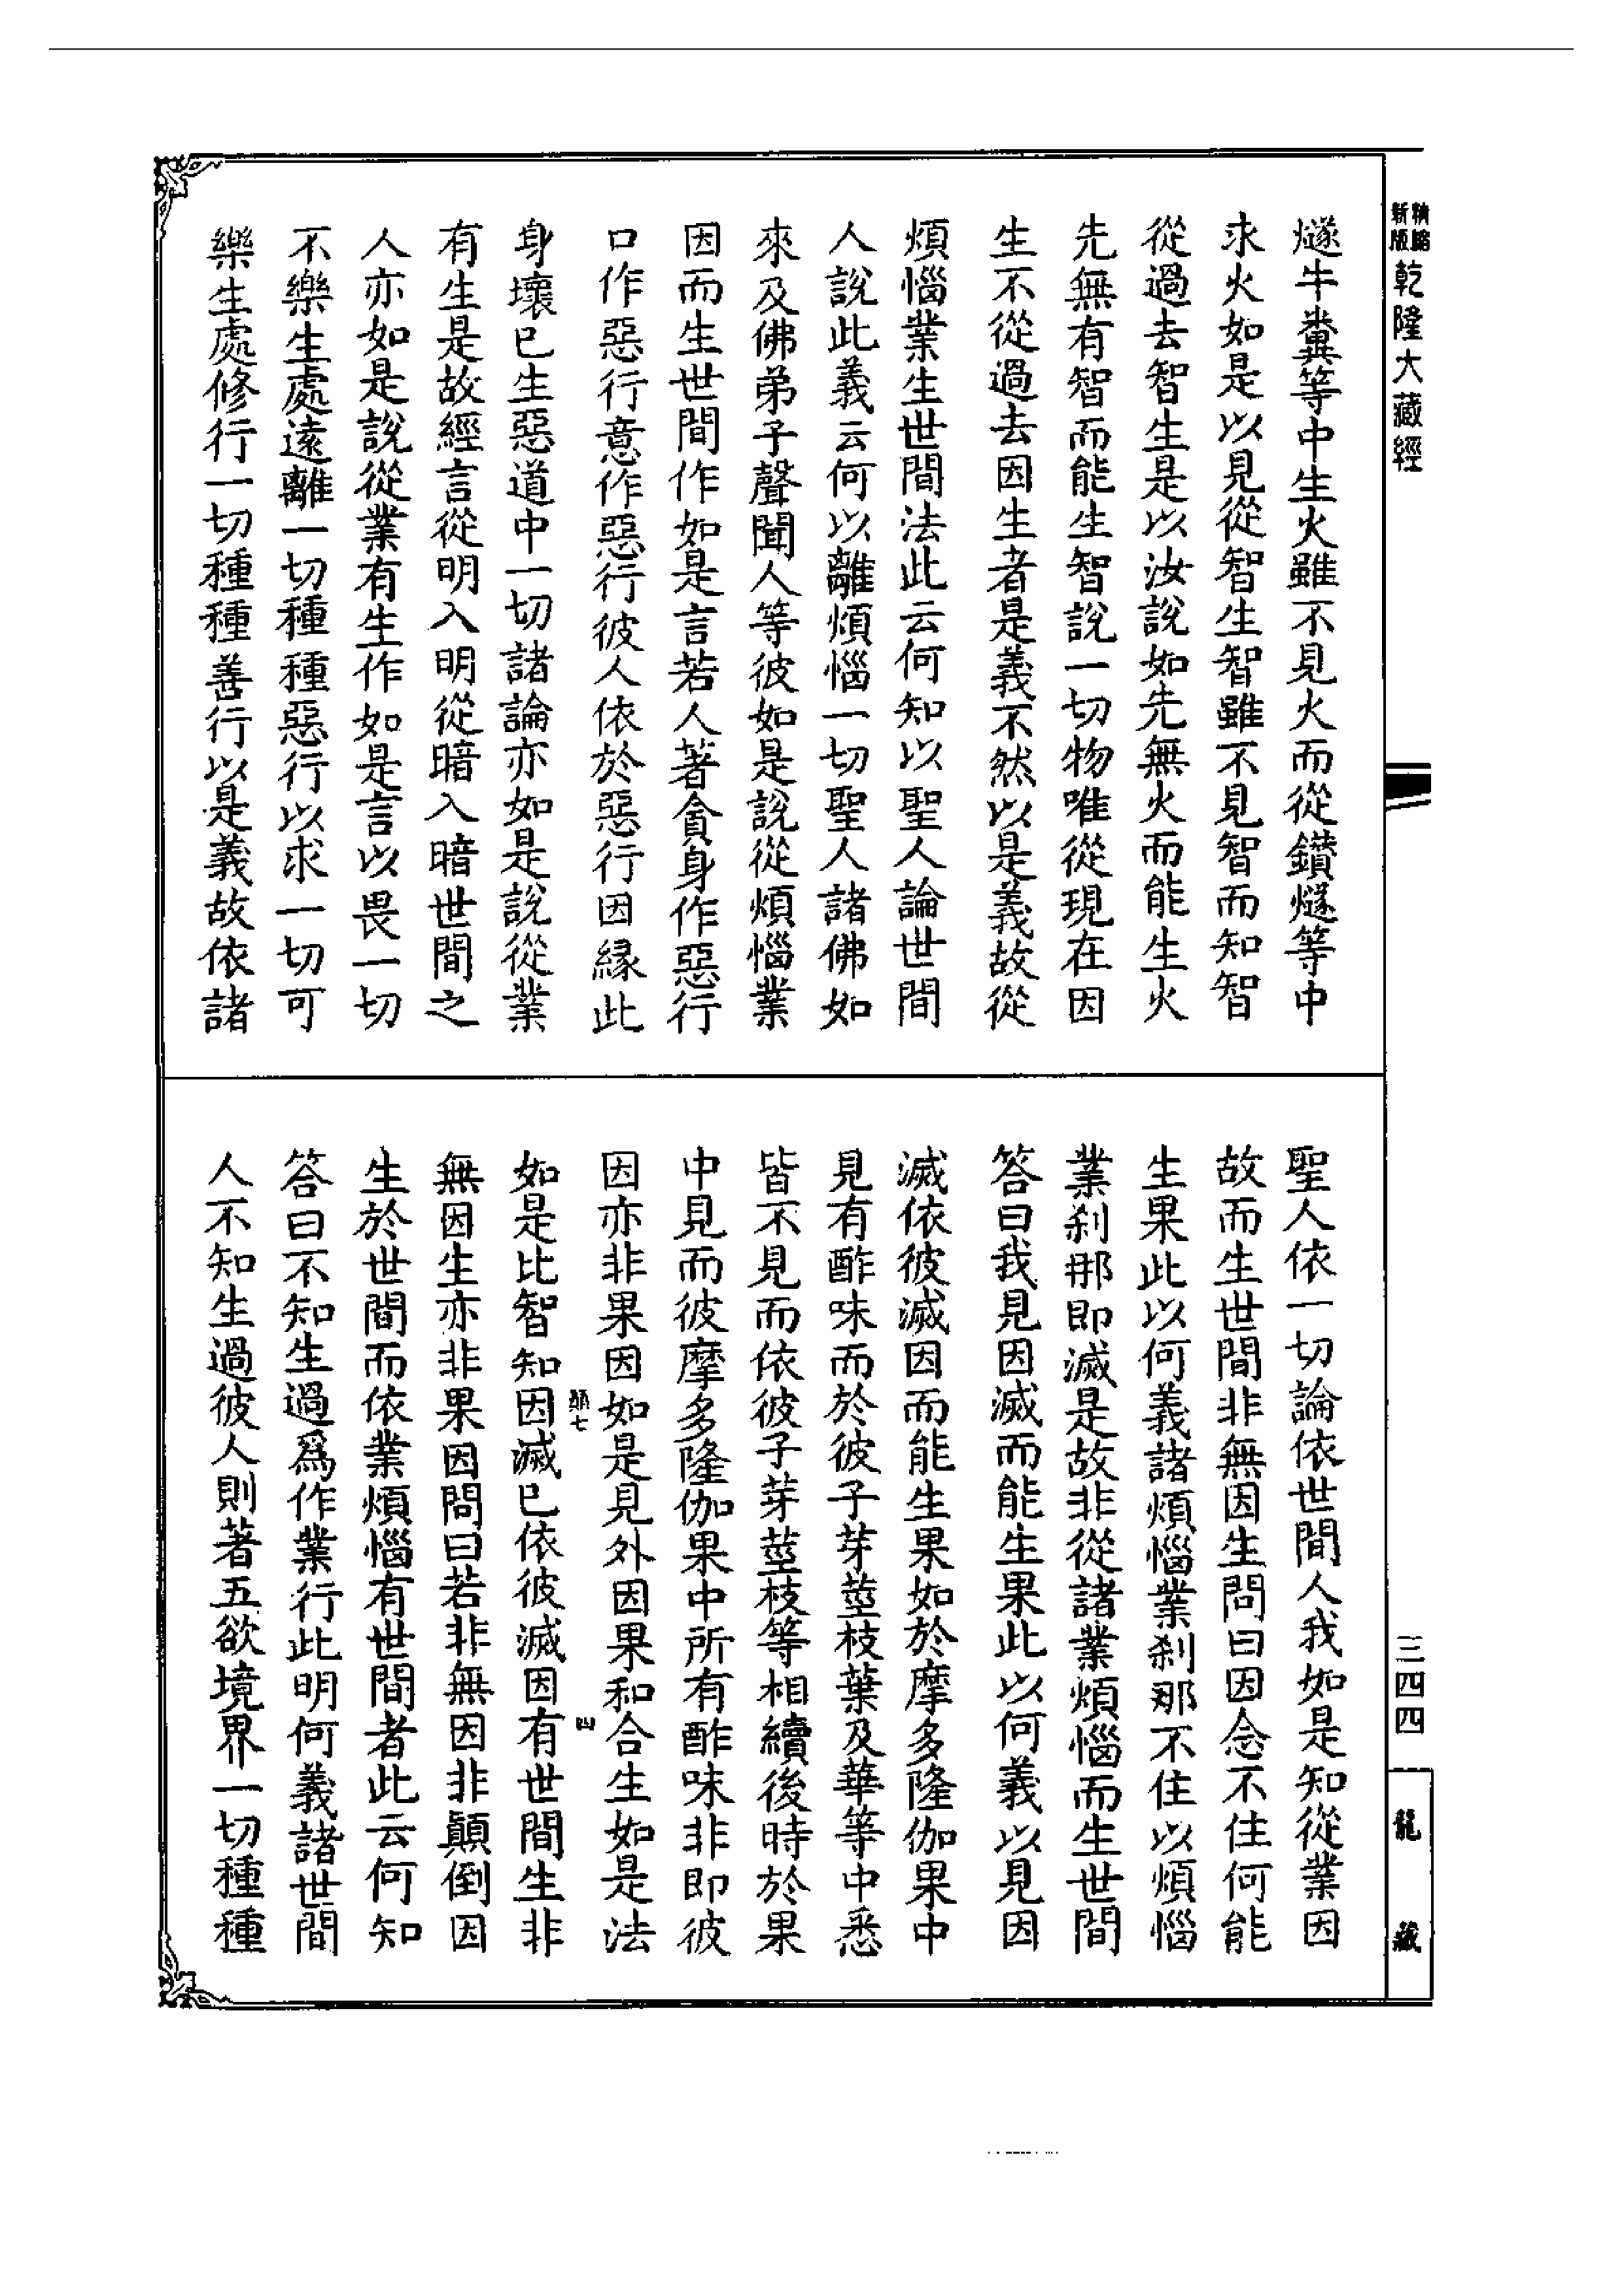 精縮
新版
乾隆大藏經
燧牛糞等中生火雖不見火而從鑚燧等中
求火如是以見從智生智雖不見智而知智
從過去智生是以汝說如先無火而能生火
先無有智而能生智說一切物唯從現在因
生不從過去因生者是義不然以是義故從
煩惱業生世間法此云何知以聖人論世間
人說此義云何以離煩惱一切聖人諸佛如
來及佛弟子聲聞人等彼如是說從煩惱業
因而生世間作如是言若人著貪身作惡行
口作惡行意作惡行彼人依於惡行因緣此
身壞已生惡道中一切諸論亦如是說從業
有生是故經言從明入明從暗入暗世間之
人亦如是說從業有生作如是言以畏一切
不樂生處遠離一切種種惡行以求一切可
樂生處修行一切種種善行以是義故依諸
聖人依一切論依世間人我如是知從業因
故而生世間非無因生問曰因念不住何能
生果此以何義諸煩惱業剎那不住以煩惱
業刹那即滅是故非從諸業煩惱而生世間
答曰我見因滅而能生果此以何義以見因
滅依彼滅因而能生果如於摩多隆伽果中
見有酢味而於彼子芽莖枝葉及華等中悉
皆不見而依彼子芽莖枝等相續後時於果
中見而彼摩多隆伽果中所有酢味非即彼
因亦非果因如是見外因果和合生如是法
顛七
四
如是比智知因滅已依彼滅因有世間生非
無因生亦非果因問曰若非無因非顛倒因
生於世間而依業煩惱有世間者此云何知
答曰不知生過爲作業行此明何義諸世間
人不知生過彼人則著五欲境界一切種種
三四四
龍藏